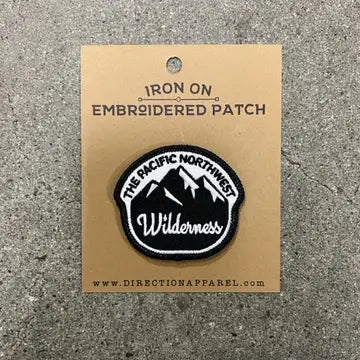 IRON ON
EMBROIDERED PATCH
THE PACIFIC NORTHWEST
Wilderness
WWW.DIRECTIONAPPAREL.COM